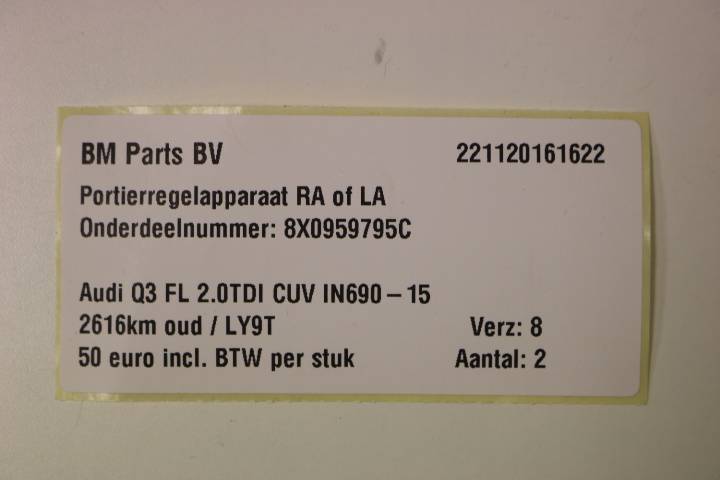 BM Parts BV 221120161622
Portierregelapparaat RA of LA
Onderdeelnummer: 8X0959795C
Audi Q3 FL 2.0TDI CUV IN690 – 15
2616km oud / LY9T Verz: 8
50 euro incl. BTW per stuk Aantal: 2